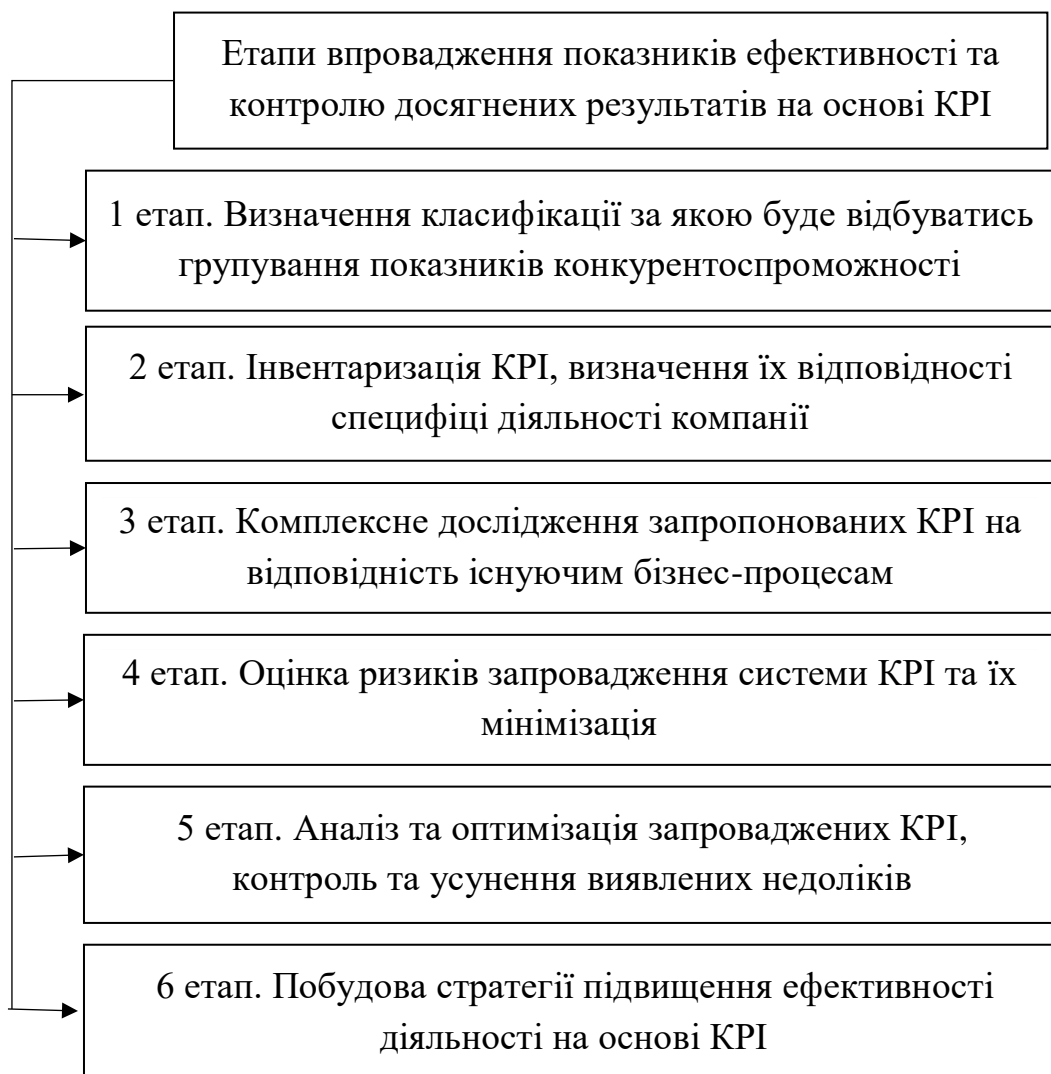 Етапи впровадження показників ефективності та
контролю досягнених результатів на основі КРІ
1 етап. Визначення класифікації за якою буде відбуватись
групування показників конкурентоспроможності
2 етап. Інвентаризація КРІ, визначення їх відповідності
специфіці діяльності компанії
3 етап. Комплексне дослідження запропонованих КРІ на
відповідність існуючим бізнес-процесам
4 етап. Оцінка ризиків запровадження системи КРІ та їх
мінімізація
5 етап. Аналіз та оптимізація запроваджених КРІ,
контроль та усунення виявлених недоліків
6 етап. Побудова стратегії підвищення ефективності
діяльності на основі КРІ